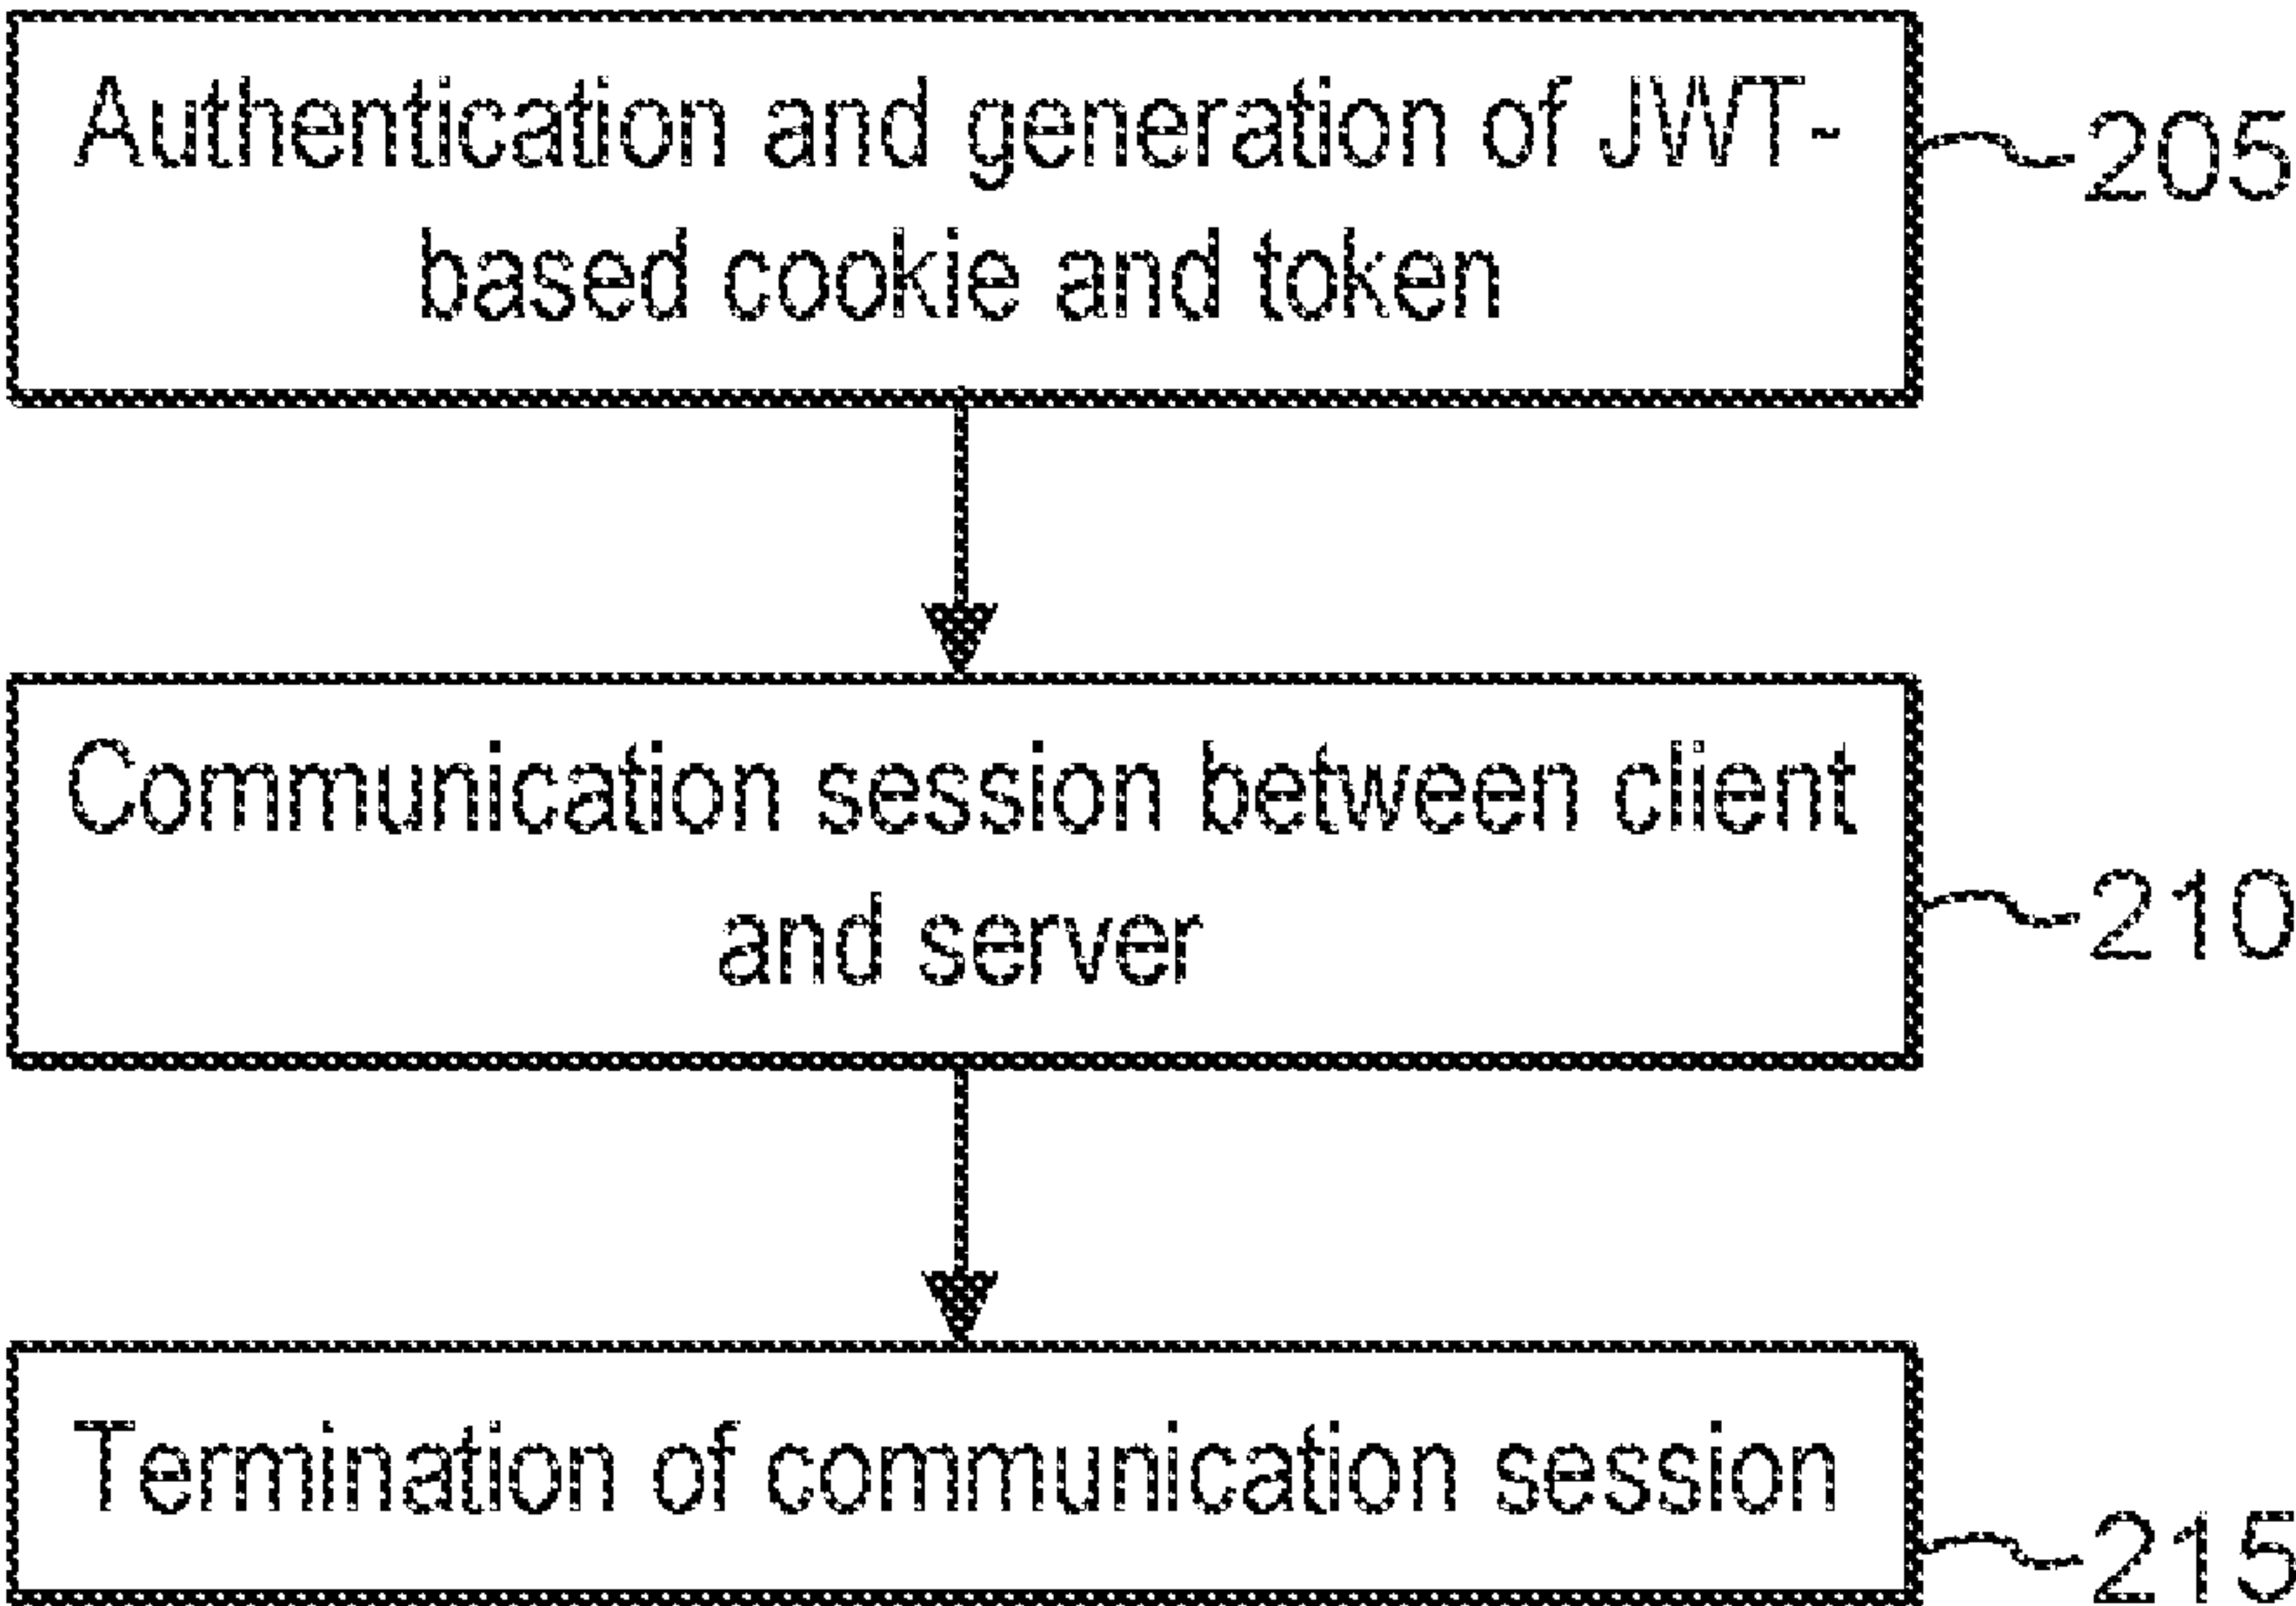 Authentication and generation of JWT-
based cookie and token
205
Communication session between client
and server
210
Termination of communication session
215